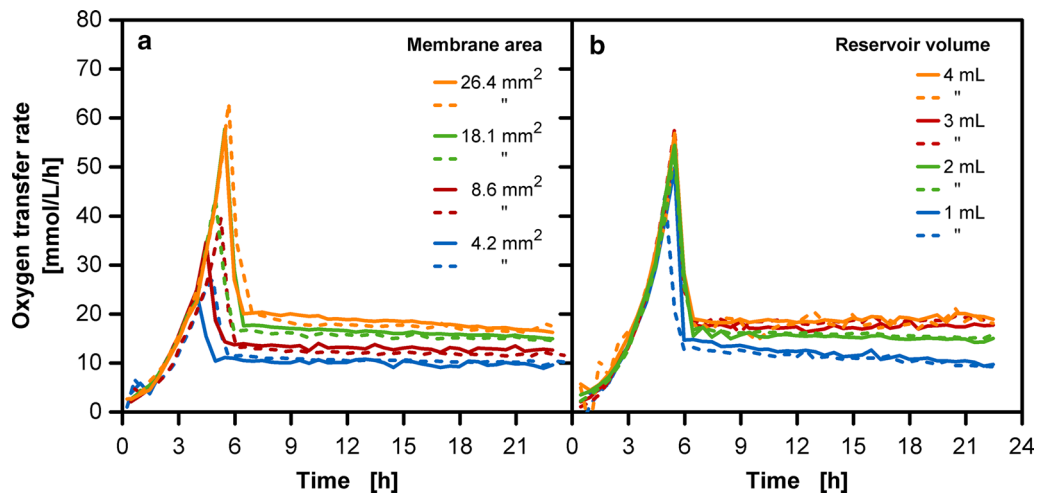 80
70
60
50
40
30
20
10
0
Oxygen transfer rate
[mmol/L/h]
a
Membrane area
26.4 mm²
"
18.1 mm²
"
8.6 mm²
"
4.2 mm²
"
0 3 6 9 12 15 18 21
Time [h]
b
Reservoir volume
4 mL
"
3 mL
"
2 mL
"
1 mL
"
0 3 6 9 12 15 18 21 24
Time [h]